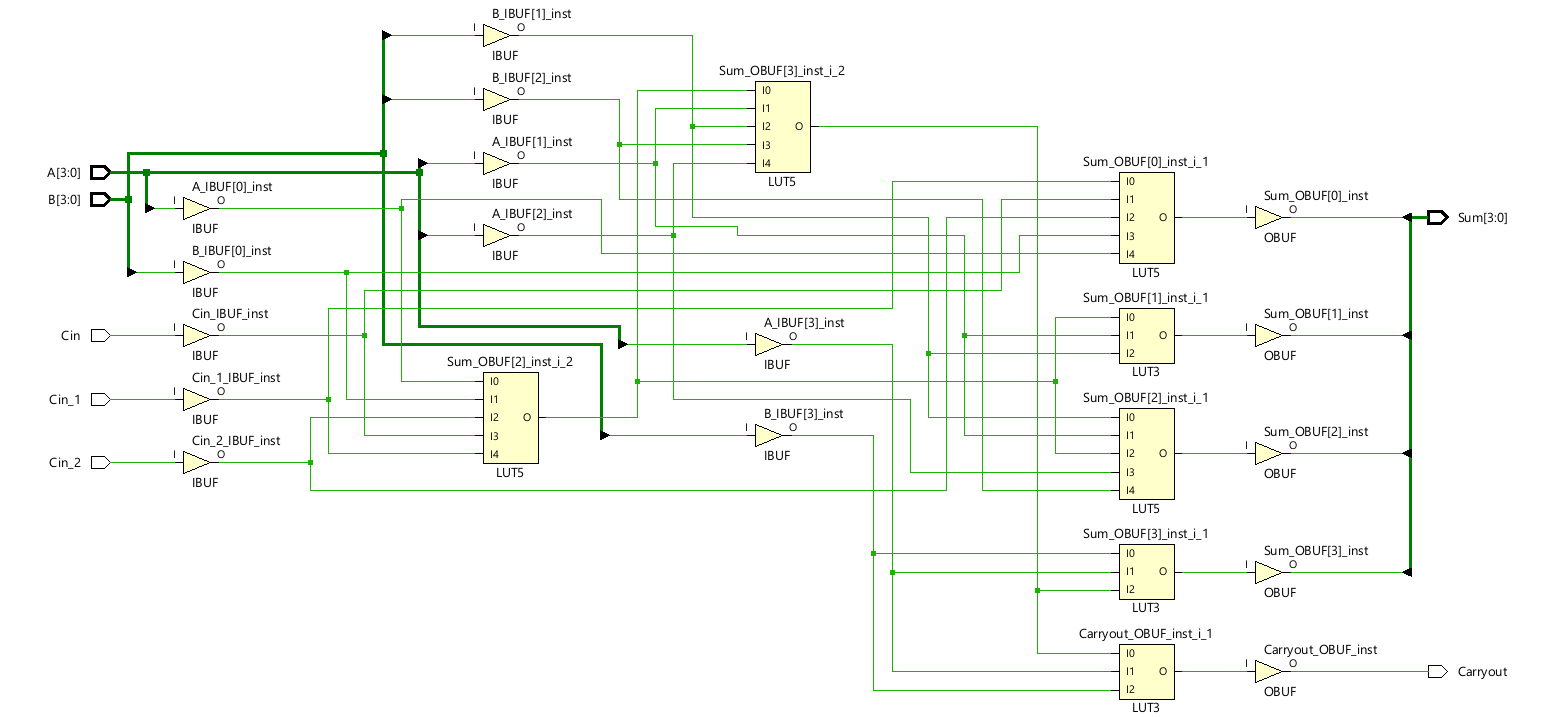 B_IBUF[1]_inst
I
O
IBUF
B_IBUF[2]_inst
I
O
IBUF
Sum_OBUF[3]_inst_i_2
I0
I1
I2
O
I3
I4
LUT5
A_IBUF[1]_inst
I
O
IBUF
A[3:0]
B[3:0]
A_IBUF[0]_inst
I
O
IBUF
A_IBUF[2]_inst
I
O
IBUF
B_IBUF[0]_inst
I
O
IBUF
Cin
Cin_IBUF_inst
I
O
IBUF
Cin_1
Cin_1_IBUF_inst
I
O
IBUF
Cin_2
Cin_2_IBUF_inst
I
O
IBUF
Sum_OBUF[2]_inst_i_2
I0
I1
I2
O
I3
I4
LUT5
A_IBUF[3]_inst
I
O
IBUF
B_IBUF[3]_inst
I
O
IBUF
Sum_OBUF[0]_inst_i_1
I0
I1
I2
O
I3
I4
LUT5
Sum_OBUF[0]_inst
I
O
OBUF
Sum[3:0]
Sum_OBUF[1]_inst_i_1
I0
I1
O
I2
LUT3
Sum_OBUF[1]_inst
I
O
OBUF
Sum_OBUF[2]_inst_i_1
I0
I1
I2
O
I3
I4
LUT5
Sum_OBUF[2]_inst
I
O
OBUF
Sum_OBUF[3]_inst_i_1
I0
I1
O
I2
LUT3
Sum_OBUF[3]_inst
I
O
OBUF
Carryout_OBUF_inst_i_1
I0
I1
O
I2
LUT3
Carryout_OBUF_inst
I
O
OBUF
Carryout